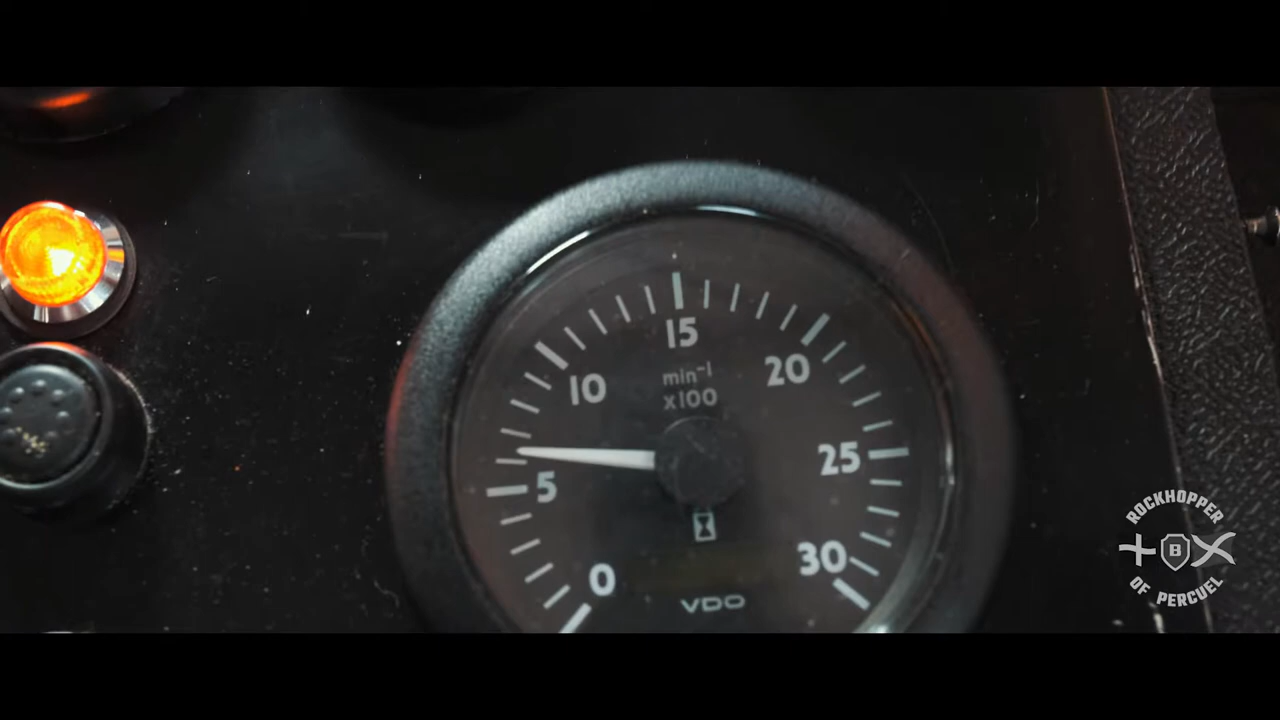 15
10
20
min⁻¹
x100
5
25
0
30
VDO
ROCKHOPPER
B
OF PERCUEL